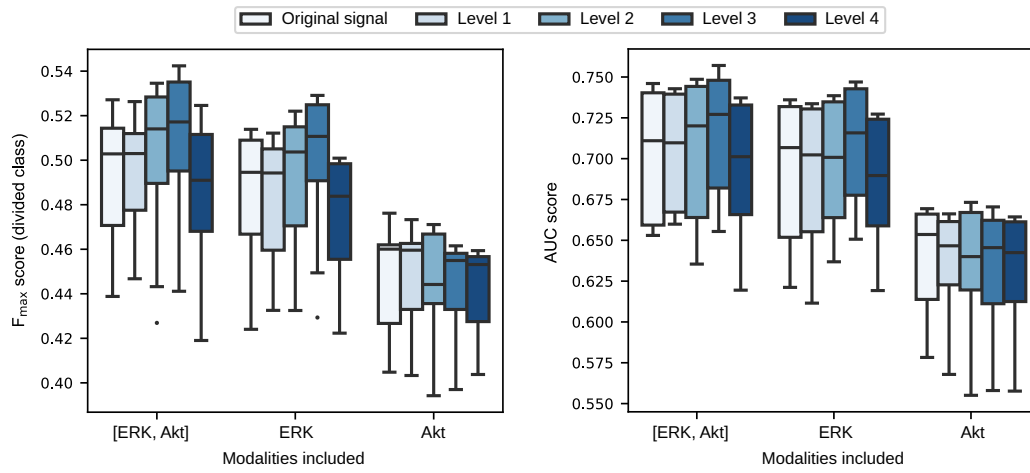 Original signal Level 1 Level 2 Level 3 Level 4
F_max score (divided class)
0.54
0.52
0.50
0.48
0.46
0.44
0.42
0.40
[ERK, Akt] ERK Akt
Modalities included
AUC score
0.750
0.725
0.700
0.675
0.650
0.625
0.600
0.575
0.550
[ERK, Akt] ERK Akt
Modalities included